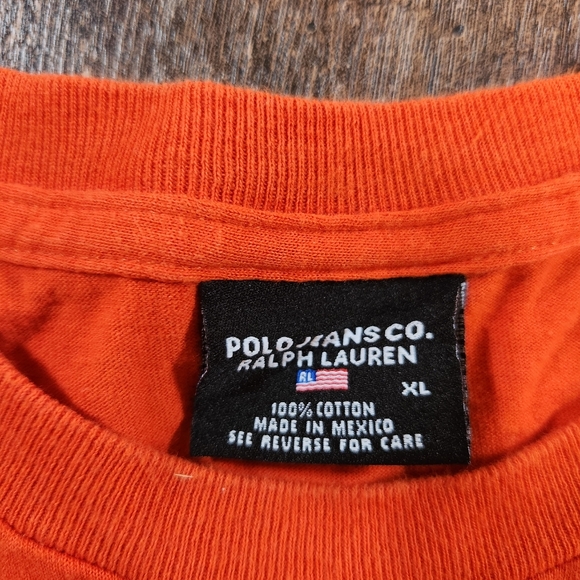 POLO JEANS CO.
RALPH LAUREN
RL
XL
100% COTTON
MADE IN MEXICO
SEE REVERSE FOR CARE